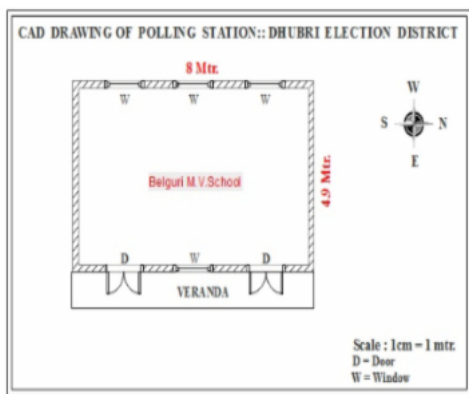 CAD DRAWING OF POLLING STATION:: DHUBRI ELECTION DISTRICT
8 Mtr.
W W W
W
S N
E
4.9 Mtr.
Belguri M.V.School
D W D
VERANDA
Scale : 1cm = 1 mtr.
D = Door
W = Window